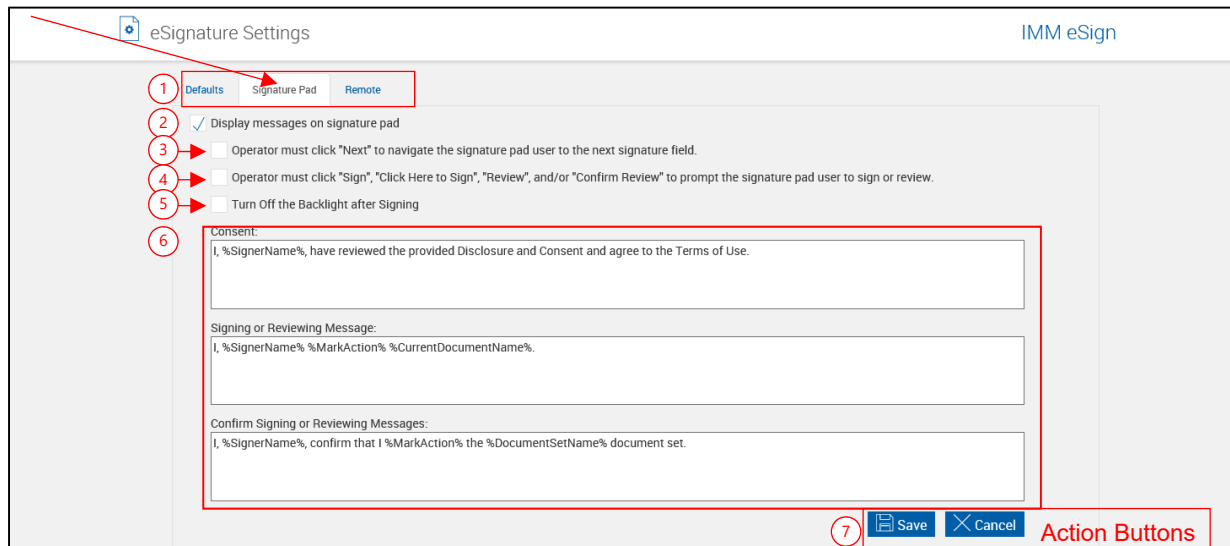 eSignature Settings
IMM eSign
1 Defaults Signature Pad Remote
2 Display messages on signature pad
3 Operator must click "Next" to navigate the signature pad user to the next signature field.
4 Operator must click "Sign", "Click Here to Sign", "Review", and/or "Confirm Review" to prompt the signature pad user to sign or review.
5 Turn Off the Backlight after Signing
6 Consent:
I, %SignerName%, have reviewed the provided Disclosure and Consent and agree to the Terms of Use.
Signing or Reviewing Message:
I, %SignerName% %MarkAction% %CurrentDocumentName%.
Confirm Signing or Reviewing Messages:
I, %SignerName%, confirm that I %MarkAction% the %DocumentSetName% document set.
7 Save Cancel Action Buttons